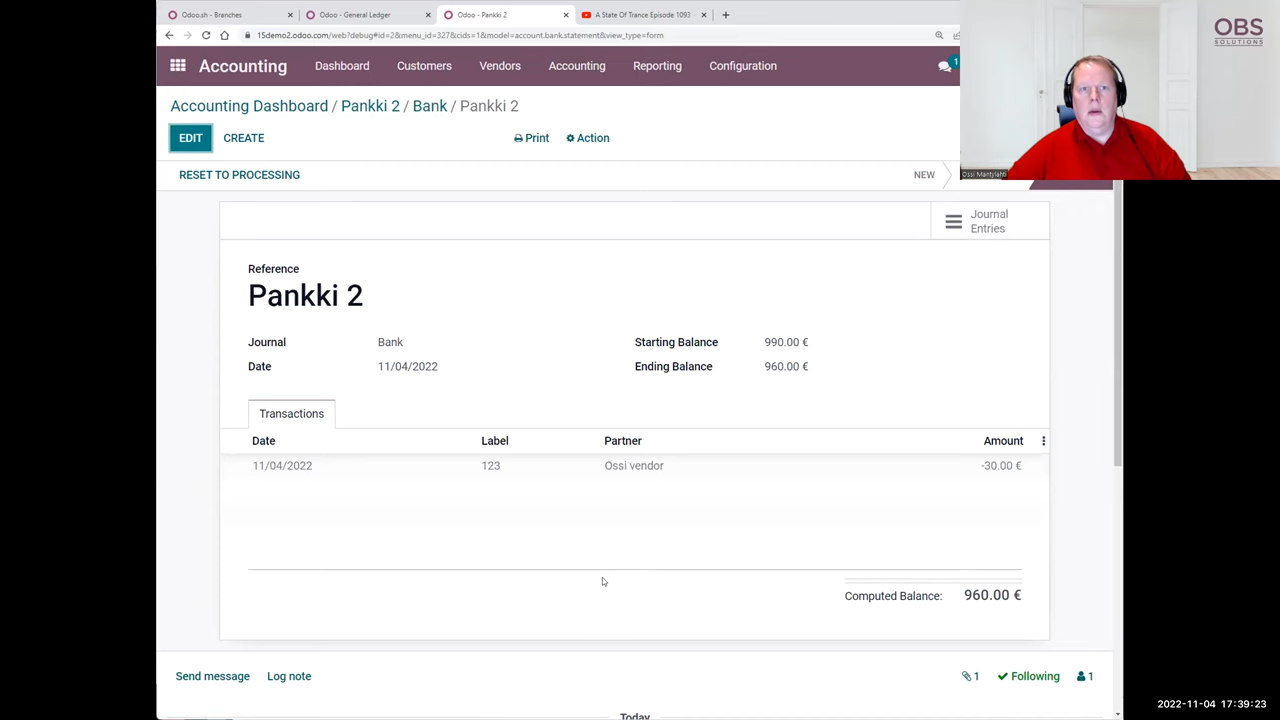 Odoo.sh - Branches
Odoo - General Ledger
Odoo - Pankki 2
A State Of Trance Episode 1093 -
15demo2.odoo.com/web?debug#id=2&menu_id=327&cids=1&model=account.bank.statement&view_type=form
OBS
SOLUTIONS
Accounting
Dashboard
Customers
Vendors
Accounting
Reporting
Configuration
1
Accounting Dashboard / Pankki 2 / Bank / Pankki 2
EDIT
CREATE
Print
Action
RESET TO PROCESSING
NEW
Ossi Mäntylahti
Journal
Entries
Reference
Pankki 2
Journal
Bank
Starting Balance
990.00 €
Date
11/04/2022
Ending Balance
960.00 €
Transactions
Date
Label
Partner
Amount
11/04/2022
123
Ossi vendor
-30.00 €
Computed Balance:
960.00 €
Send message
Log note
1
Following
1
Today
2022-11-04 17:39:23